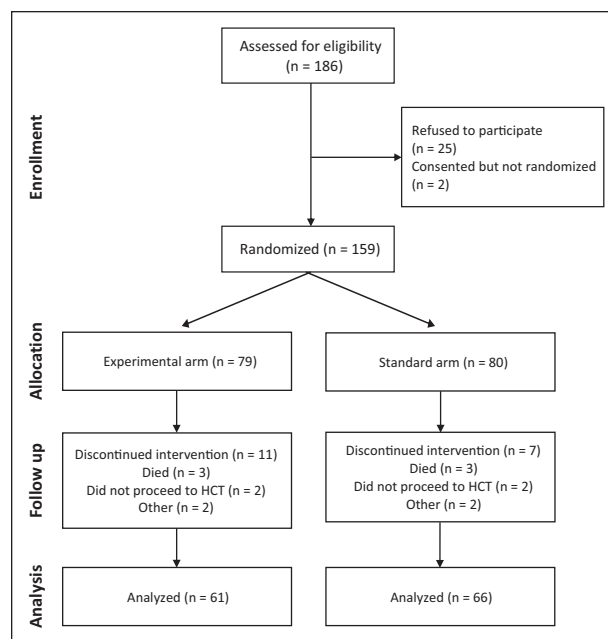 Enrollment
Assessed for eligibility
(n = 186)
Refused to participate
(n = 25)
Consented but not randomized
(n = 2)
Randomized (n = 159)
Allocation
Experimental arm (n = 79)
Standard arm (n = 80)
Follow up
Discontinued intervention (n = 11)
Died (n = 3)
Did not proceed to HCT (n = 2)
Other (n = 2)
Discontinued intervention (n = 7)
Died (n = 3)
Did not proceed to HCT (n = 2)
Other (n = 2)
Analysis
Analyzed (n = 61)
Analyzed (n = 66)